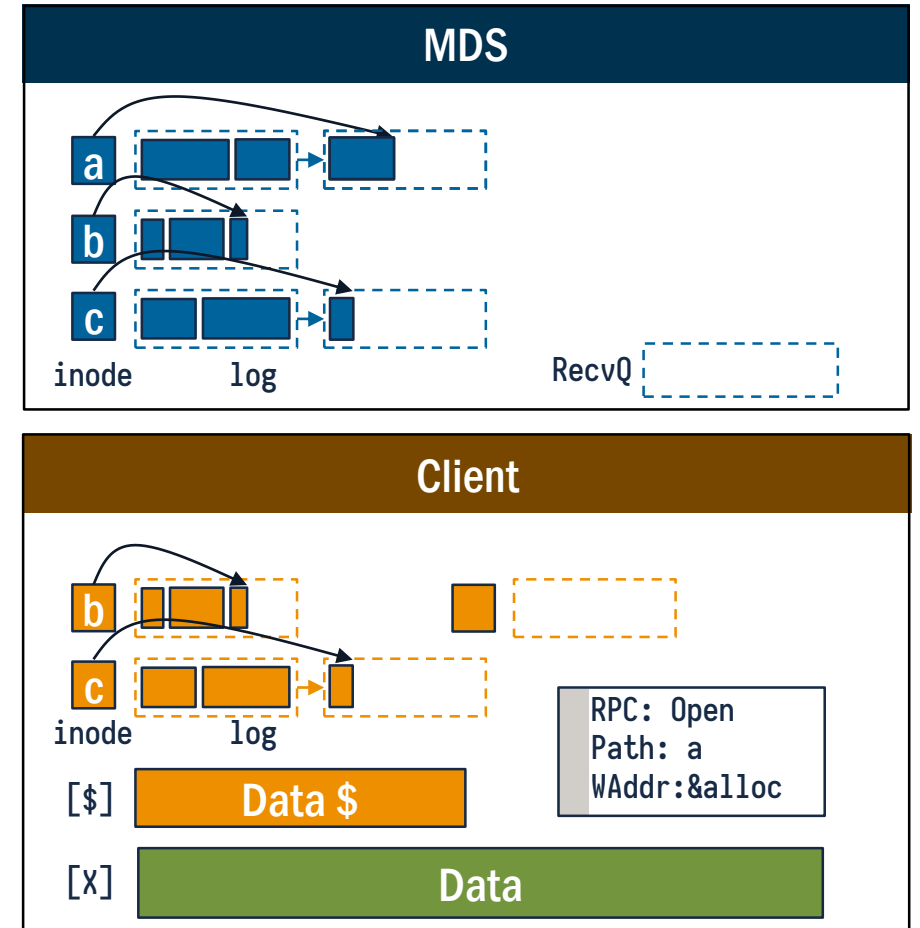 MDS
a
b
c
inode log
RecvQ
Client
b
c
inode log
RPC: Open
Path: a
WAddr:&alloc
[$] Data $
[X] Data